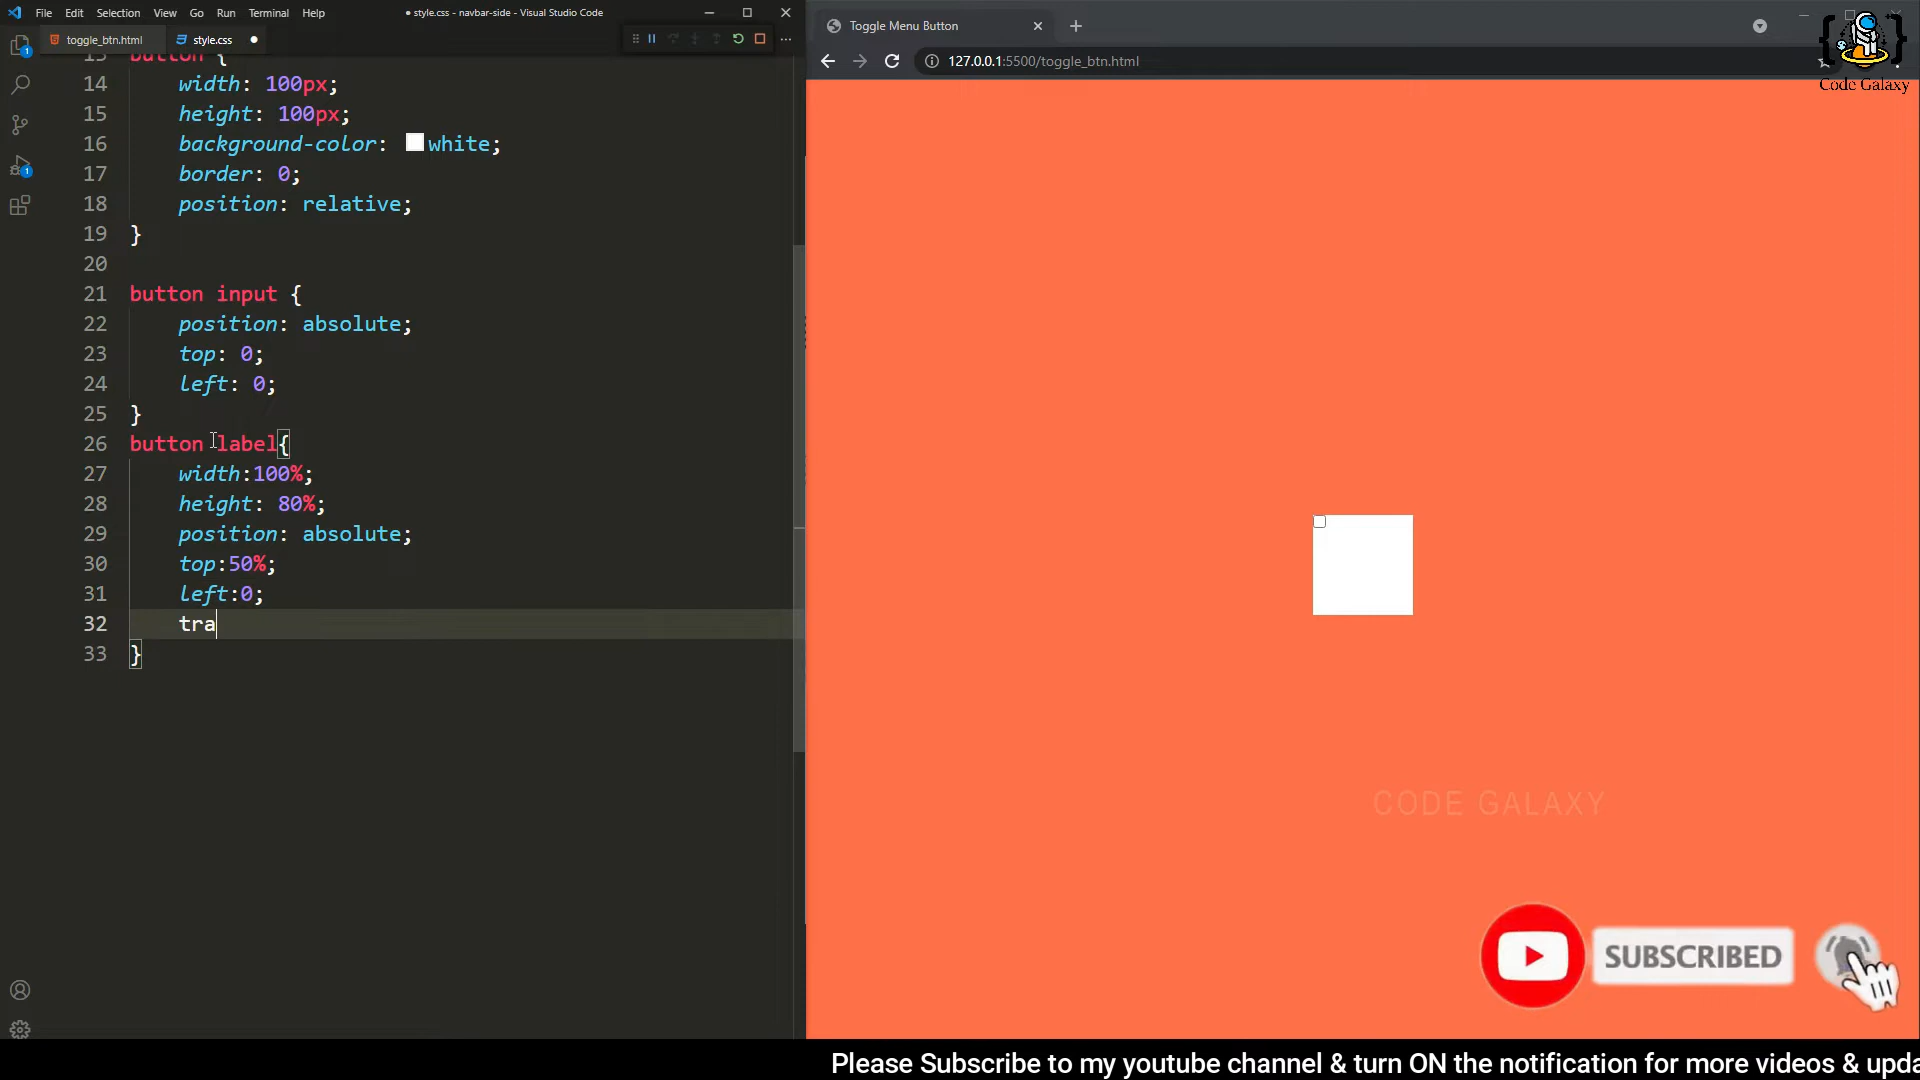 File Edit Selection View Go Run Terminal Help
● style.css - navbar-side - Visual Studio Code
toggle_btn.html
style.css ●
13 button {
14 width: 100px;
15 height: 100px;
16 background-color: white;
17 border: 0;
18 position: relative;
19 }
20
21 button input {
22 position: absolute;
23 top: 0;
24 left: 0;
25 }
26 button label{
27 width:100%;
28 height: 80%;
29 position: absolute;
30 top:50%;
31 left:0;
32 tra
33 }
1
1
Toggle Menu Button
127.0.0.1:5500/toggle_btn.html
Code Galaxy
CODE GALAXY
SUBSCRIBED
Please Subscribe to my youtube channel & turn ON the notification for more videos & upda